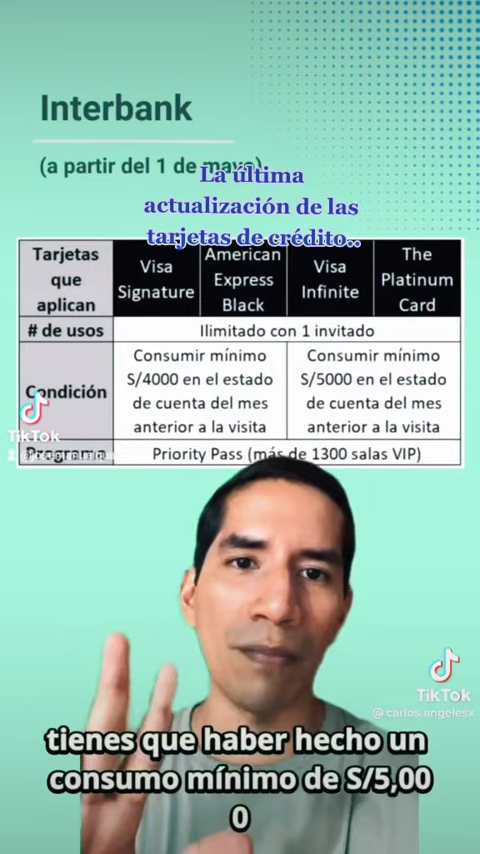 Interbank
(a partir del 1 de mayo)
La última
actualización de las
tarjetas de crédito..
Tarjetas que aplican
Visa Signature
American Express Black
Visa Infinite
The Platinum Card
# de usos
Ilimitado con 1 invitado
Condición
Consumir mínimo
S/4000 en el estado
de cuenta del mes
anterior a la visita
Consumir mínimo
S/5000 en el estado
de cuenta del mes
anterior a la visita
Programa
Priority Pass (más de 1300 salas VIP)
TikTok
TikTok
@carlos.angelesx
tienes que haber hecho un
consumo mínimo de S/5,00
0